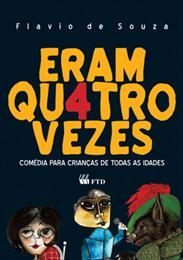 Flavio de Souza
ERAM
QU4TRO
VEZES
COMÉDIA PARA CRIANÇAS DE TODAS AS IDADES
FTD